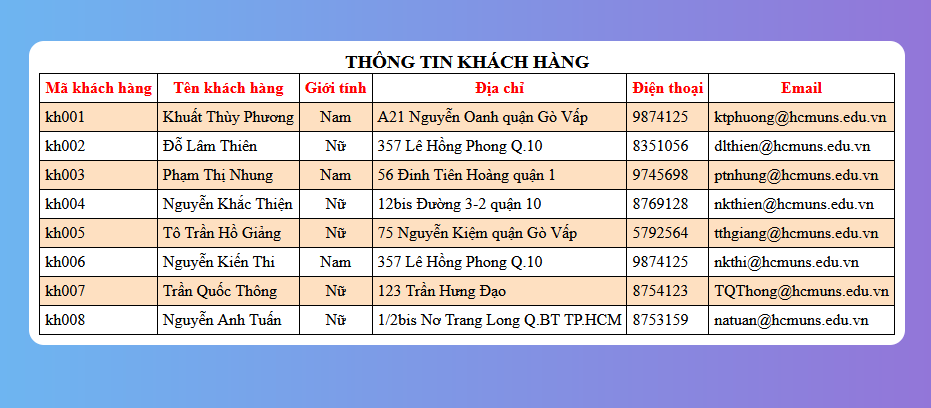 THÔNG TIN KHÁCH HÀNG
Mã khách hàng Tên khách hàng Giới tính Địa chỉ Điện thoại Email
kh001 Khuất Thùy Phương Nam A21 Nguyễn Oanh quận Gò Vấp 9874125 ktphuong@hcmuns.edu.vn
kh002 Đỗ Lâm Thiên Nữ 357 Lê Hồng Phong Q.10 8351056 dlthien@hcmuns.edu.vn
kh003 Phạm Thị Nhung Nam 56 Đinh Tiên Hoàng quận 1 9745698 ptnhung@hcmuns.edu.vn
kh004 Nguyễn Khắc Thiện Nữ 12bis Đường 3-2 quận 10 8769128 nkthien@hcmuns.edu.vn
kh005 Tô Trần Hồ Giảng Nữ 75 Nguyễn Kiệm quận Gò Vấp 5792564 tthgiang@hcmuns.edu.vn
kh006 Nguyễn Kiến Thi Nam 357 Lê Hồng Phong Q.10 9874125 nkthi@hcmuns.edu.vn
kh007 Trần Quốc Thông Nữ 123 Trần Hưng Đạo 8754123 TQThong@hcmuns.edu.vn
kh008 Nguyễn Anh Tuấn Nữ 1/2bis Nơ Trang Long Q.BT TP.HCM 8753159 natuan@hcmuns.edu.vn